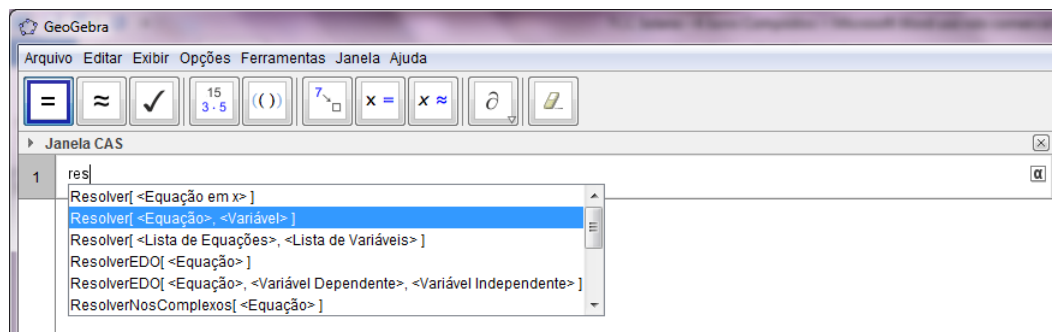 GeoGebra
Arquivo Editar Exibir Opções Ferramentas Janela Ajuda
= ≈ ✓ 15 3·5 (( )) 7 x = x ≈ ∂
Janela CAS
1 res α
Resolver[ <Equação em x> ]
Resolver[ <Equação>, <Variável> ]
Resolver[ <Lista de Equações>, <Lista de Variáveis> ]
ResolverEDO[ <Equação> ]
ResolverEDO[ <Equação>, <Variável Dependente>, <Variável Independente> ]
ResolverNosComplexos[ <Equação> ]